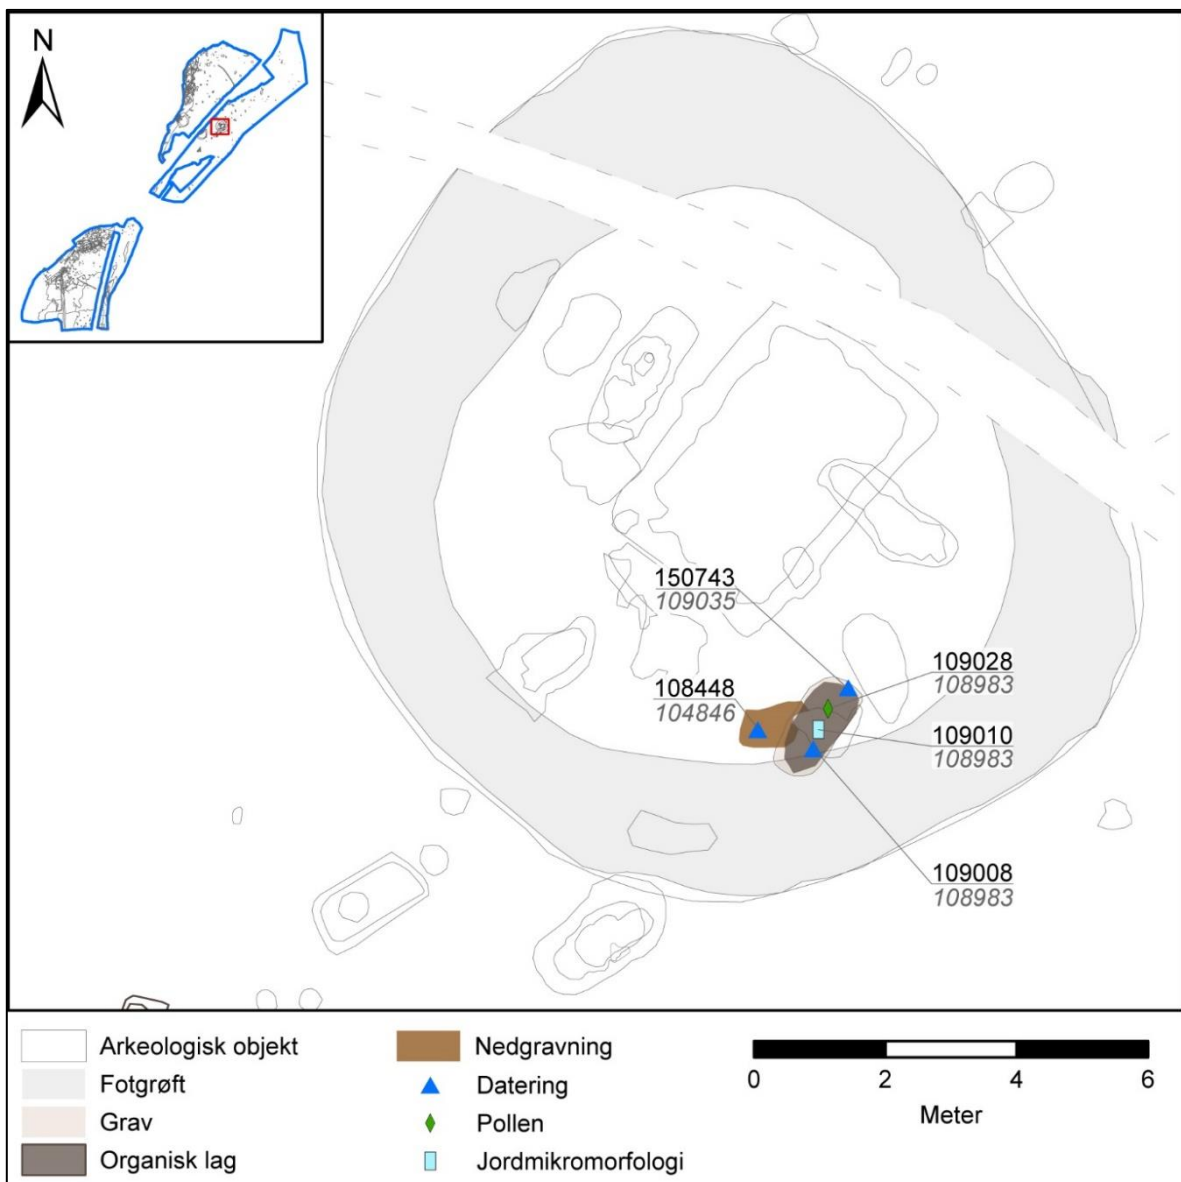 N
150743
109035
109028
108983
108448
104846
109010
108983
109008
108983
Arkeologisk objekt
Fotgrøft
Grav
Organisk lag
Nedgravning
Datering
Pollen
Jordmikromorfologi
0 2 4 6
Meter